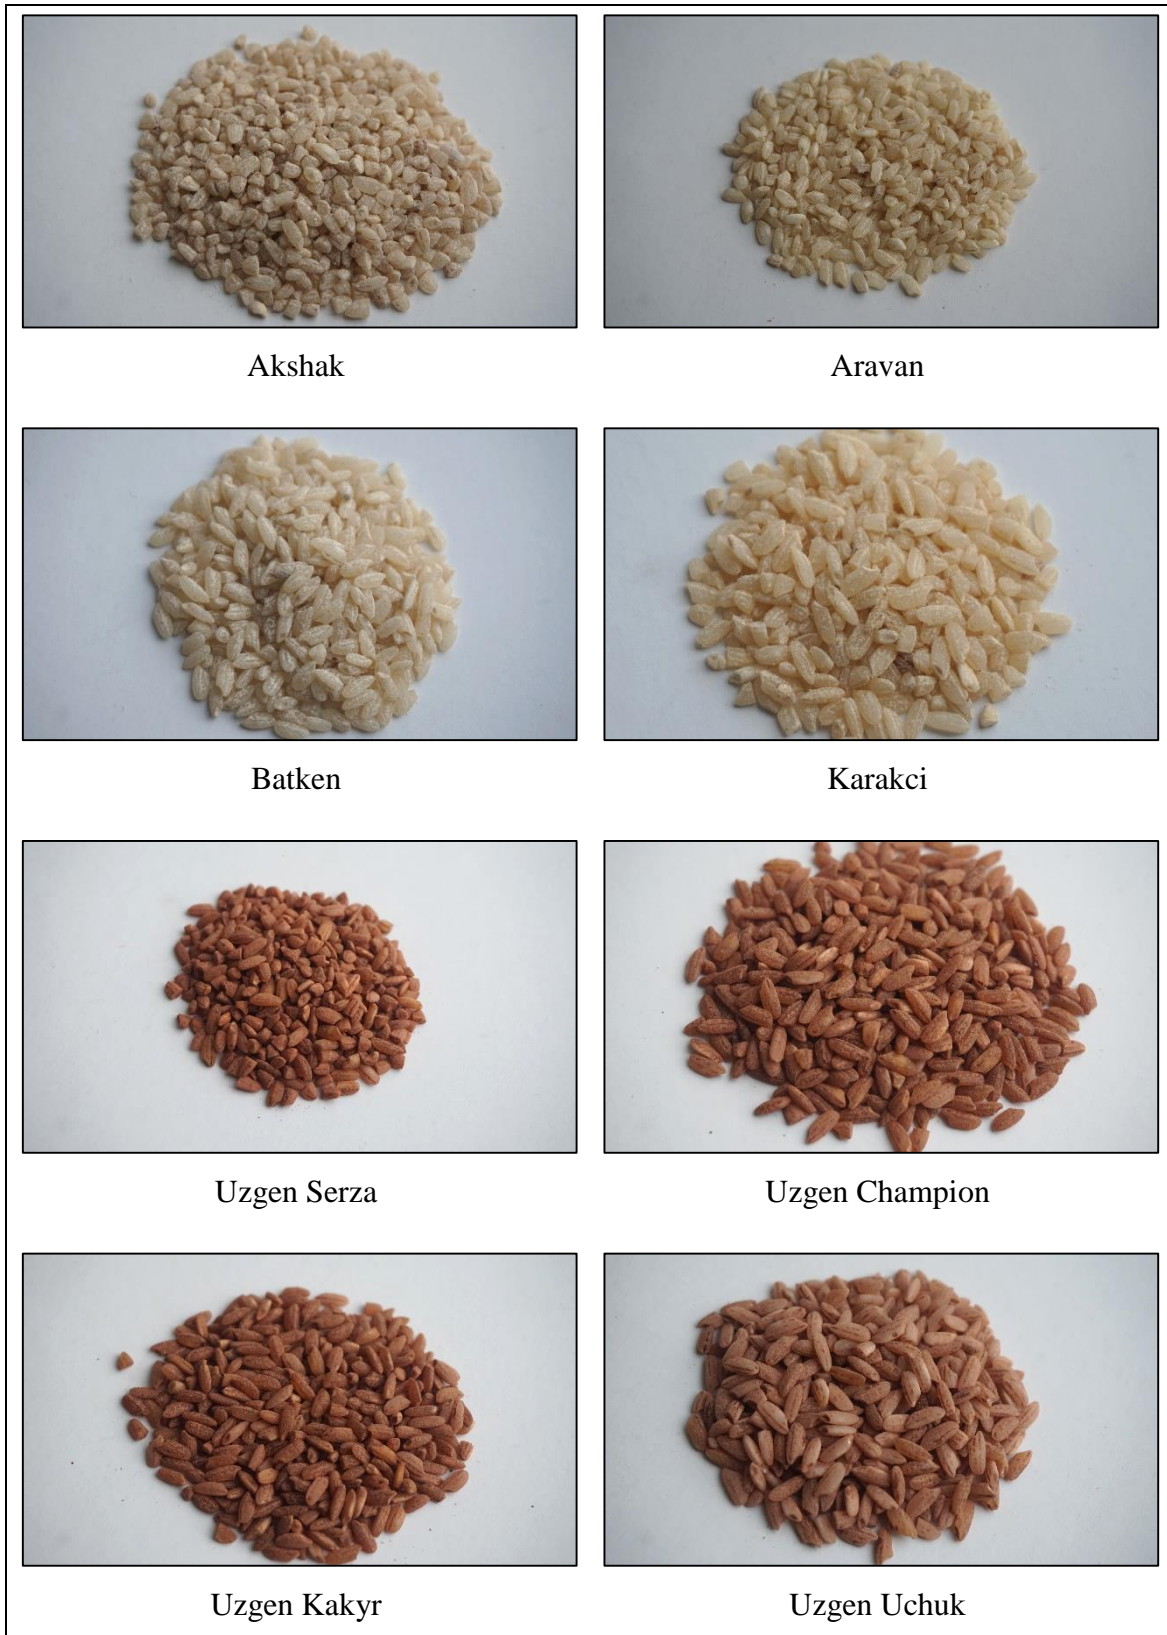 Akshak
Aravan
Batken
Karakci
Uzgen Serza
Uzgen Champion
Uzgen Kakyr
Uzgen Uchuk